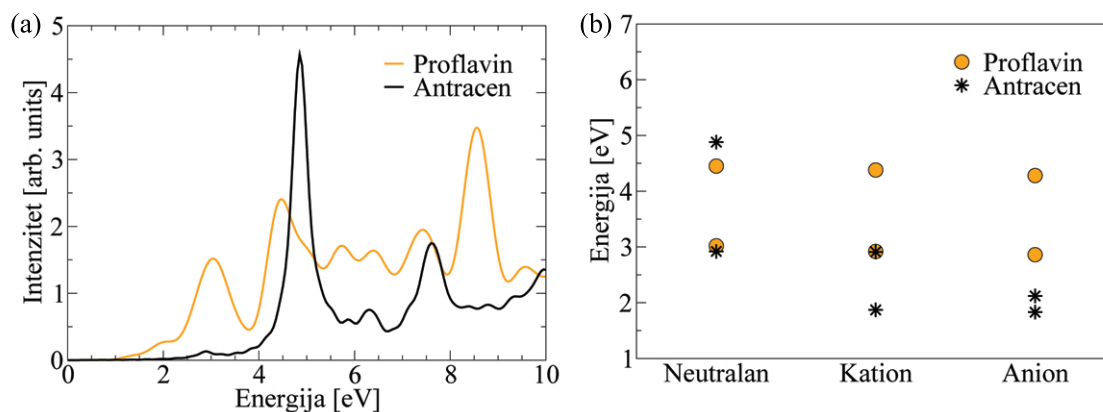 (a)
5
4
3
2
1
0
Intenzitet [arb. units]
Proflavin
Antracen
0 2 4 6 8 10
Energija [eV]
(b)
7
6
5
4
3
2
1
Energija [eV]
Proflavin
Antracen
Neutralan Kation Anion